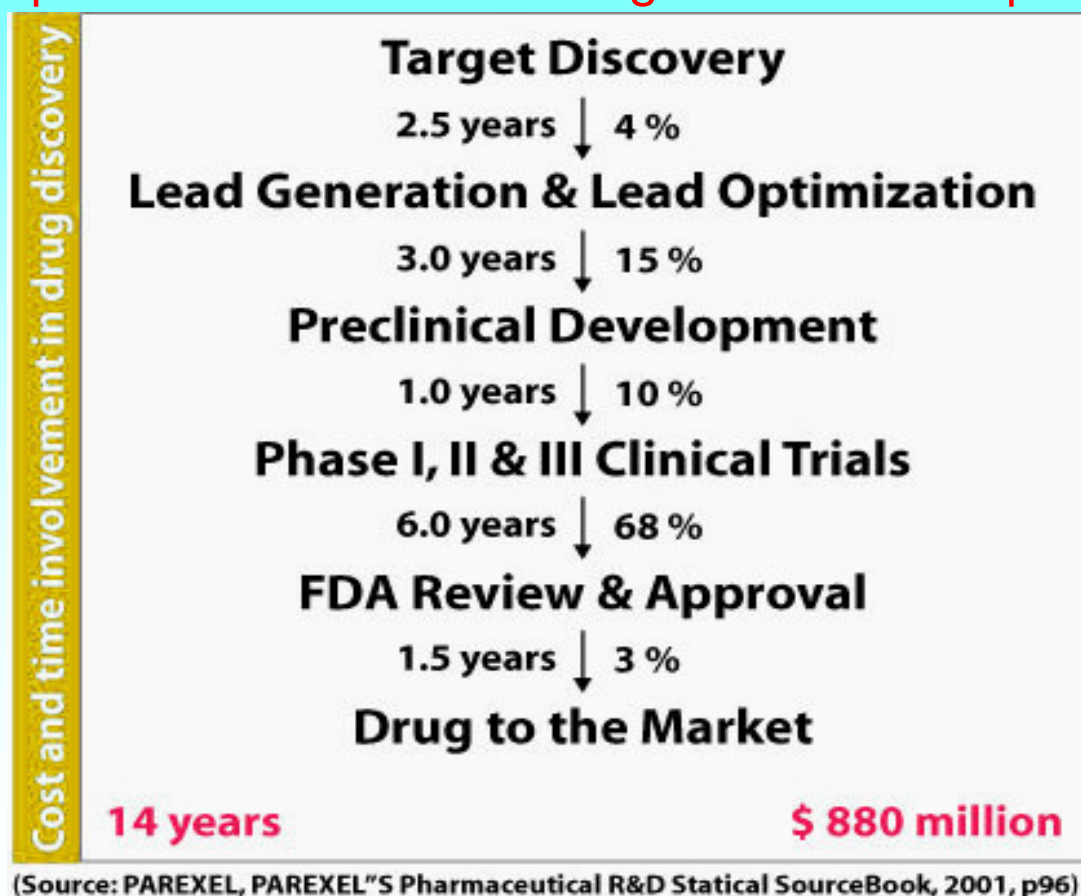 Cost and time involvement in drug discovery
Target Discovery
2.5 years 4 %
Lead Generation & Lead Optimization
3.0 years 15 %
Preclinical Development
1.0 years 10 %
Phase I, II & III Clinical Trials
6.0 years 68 %
FDA Review & Approval
1.5 years 3 %
Drug to the Market
14 years $ 880 million
(Source: PAREXEL, PAREXEL"S Pharmaceutical R&D Statical SourceBook, 2001, p96)